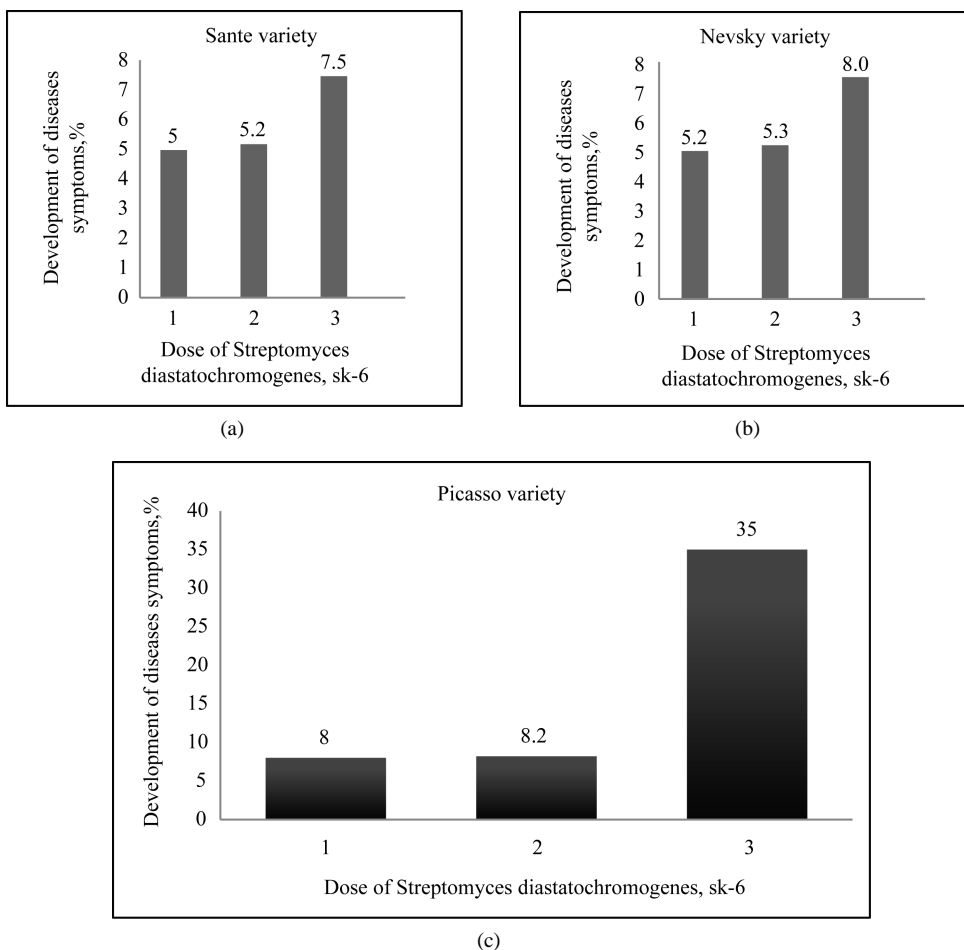 Sante variety
Development of diseases
symptoms,%
8
7
6
5
4
3
2
1
0
5
5.2
7.5
1 2 3
Dose of Streptomyces
diastatochromogenes, sk-6
(a)
Nevsky variety
Development of diseases
symptoms,%
8
7
6
5
4
3
2
1
0
5.2
5.3
8.0
1 2 3
Dose of Streptomyces
diastatochromogenes, sk-6
(b)
Picasso variety
Development of diseases symptoms,%
40
35
30
25
20
15
10
5
0
8
8.2
35
1 2 3
Dose of Streptomyces diastatochromogenes, sk-6
(c)